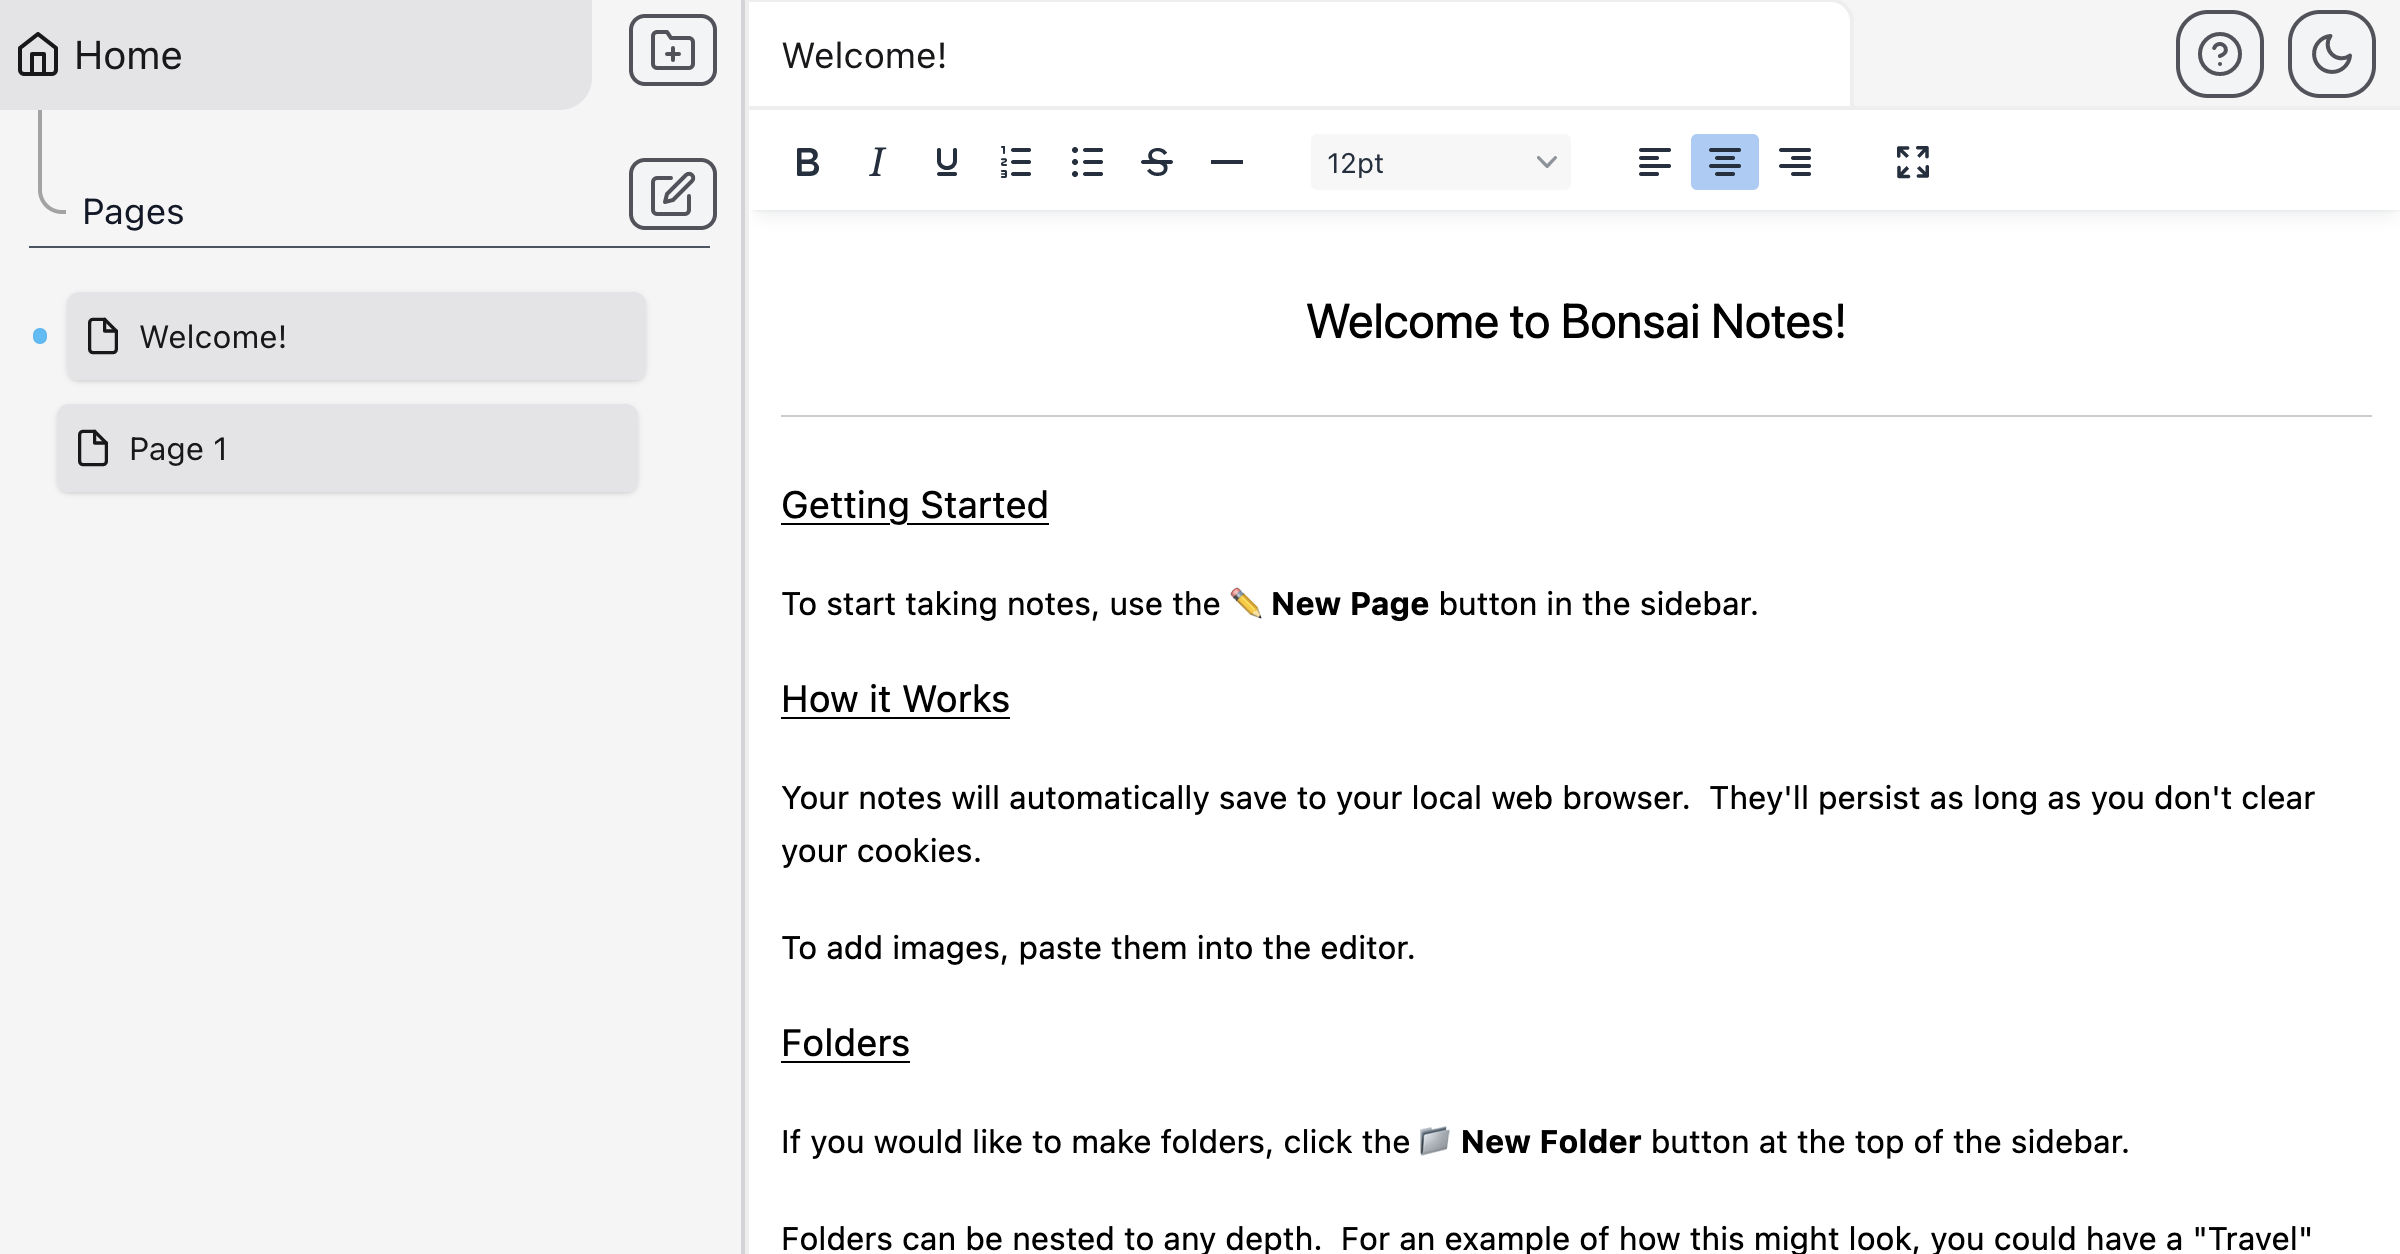 Home
Welcome!
Pages
12pt
Welcome!
Page 1
Welcome to Bonsai Notes!
Getting Started
To start taking notes, use the ✏️ New Page button in the sidebar.
How it Works
Your notes will automatically save to your local web browser.  They'll persist as long as you don't clear
your cookies.
To add images, paste them into the editor.
Folders
If you would like to make folders, click the 📁 New Folder button at the top of the sidebar.
Folders can be nested to any depth.  For an example of how this might look, you could have a "Travel"